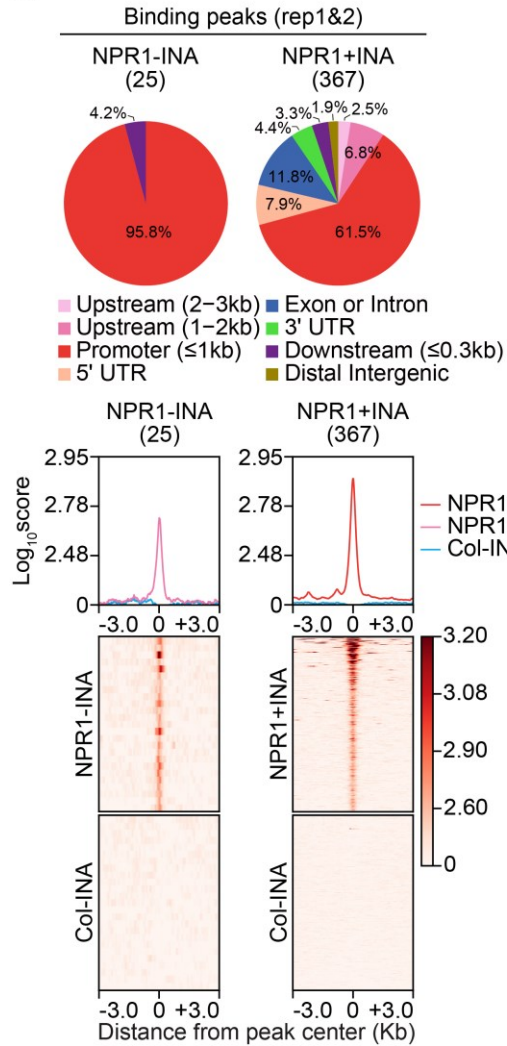 Binding peaks (rep1&2)
NPR1-INA NPR1+INA
(25) (367)
4.2%
95.8%
4.4% 3.3% 1.9% 2.5%
6.8%
11.8%
7.9%
61.5%
Upstream (2−3kb) Exon or Intron
Upstream (1−2kb) 3' UTR
Promoter (≤1kb) Downstream (≤0.3kb)
5' UTR Distal Intergenic
NPR1-INA NPR1+INA
(25) (367)
Log10score
2.95 2.95
2.78 2.78
2.48 2.48
0 0
-3.0 0 +3.0 -3.0 0 +3.0
NPR1
NPR1
Col-IN
NPR1-INA NPR1+INA
3.20
3.08
2.90
2.60
0
Col-INA Col-INA
-3.0 0 +3.0 -3.0 0 +3.0
Distance from peak center (Kb)